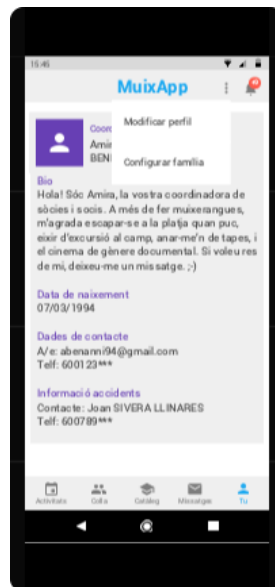 15:45
MuixApp
Modificar perfil
Configurar família
Amira
Bio
Hola! Sóc Amira, la vostra coordinadora de
sòcies i socis. A més de fer muixerangues,
m'agrada escapar-se a la platja quan puc,
eixir d'excursió al camp, anar-me'n de tapes, i
el cinema de gènere documental. Si voleu res
de mi, deixeu-me un missatge. ;-)
Data de naixement
07/03/1994
Dades de contacte
A/e: abenanni94@gmail.com
Telf: 600123***
Informació accidents
Contacte: Joan SIVERA LLINARES
Telf: 600789***
Activitats Colla Catàleg Missatges Tu